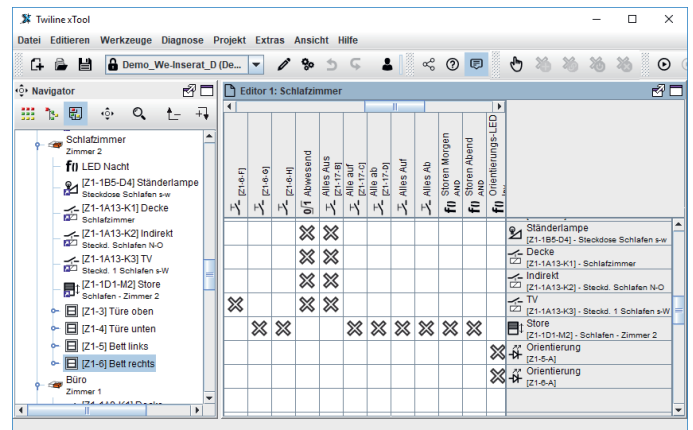 Twiline xTool
Datei Editieren Werkzeuge Diagnose Projekt Extras Ansicht Hilfe
Demo_We-Inserat_D (De...
Navigator
Editor 1: Schlafzimmer
Schlafzimmer
Zimmer 2
f() LED Nacht
[Z1-1B5-D4] Ständerlampe
Steckdose Schlafen s-w
[Z1-1A13-K1] Decke
Schlafzimmer
[Z1-1A13-K2] Indirekt
Steckd. Schlafen N-O
[Z1-1A13-K3] TV
Steckd. 1 Schlafen s-W
[Z1-1D1-M2] Store
Schlafen - Zimmer 2
[Z1-3] Türe oben
[Z1-4] Türe unten
[Z1-5] Bett links
[Z1-6] Bett rechts
Büro
Zimmer 1
[Z1-6-F]
[Z1-6-G]
[Z1-6-H]
0/1 Abwesend
Alles Aus
[Z1-17-B]
Alle auf
[Z1-17-C]
Alle ab
[Z1-17-D]
Alles Auf
Alles Ab
f() Storen Morgen
AND
f() Storen Abend
AND
f() Orientierungs-LED
Ständerlampe
[Z1-1B5-D4] - Steckdose Schlafen s-w
Decke
[Z1-1A13-K1] - Schlafzimmer
Indirekt
[Z1-1A13-K2] - Steckd. Schlafen N-O
TV
[Z1-1A13-K3] - Steckd. 1 Schlafen s-W
Store
[Z1-1D1-M2] - Schlafen - Zimmer 2
Orientierung
[Z1-5-A]
Orientierung
[Z1-6-A]